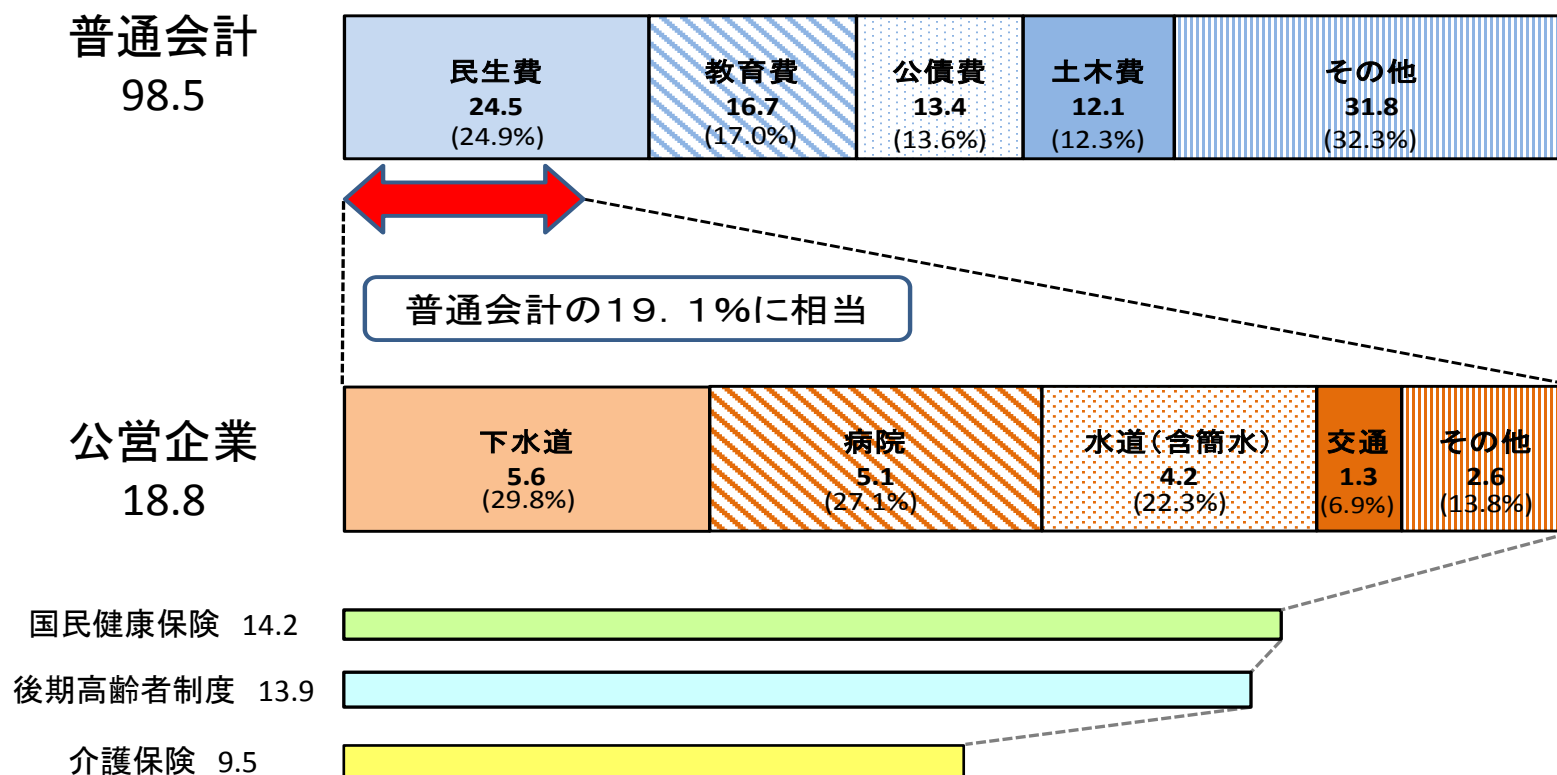 普通会計
98.5
民生費
24.5
(24.9%)
教育費
16.7
(17.0%)
公債費
13.4
(13.6%)
土木費
12.1
(12.3%)
その他
31.8
(32.3%)
普通会計の１９．１％に相当
公営企業
18.8
下水道
5.6
(29.8%)
病院
5.1
(27.1%)
水道（含簡水）
4.2
(22.3%)
交通
1.3
(6.9%)
その他
2.6
(13.8%)
国民健康保険 14.2
後期高齢者制度 13.9
介護保険 9.5